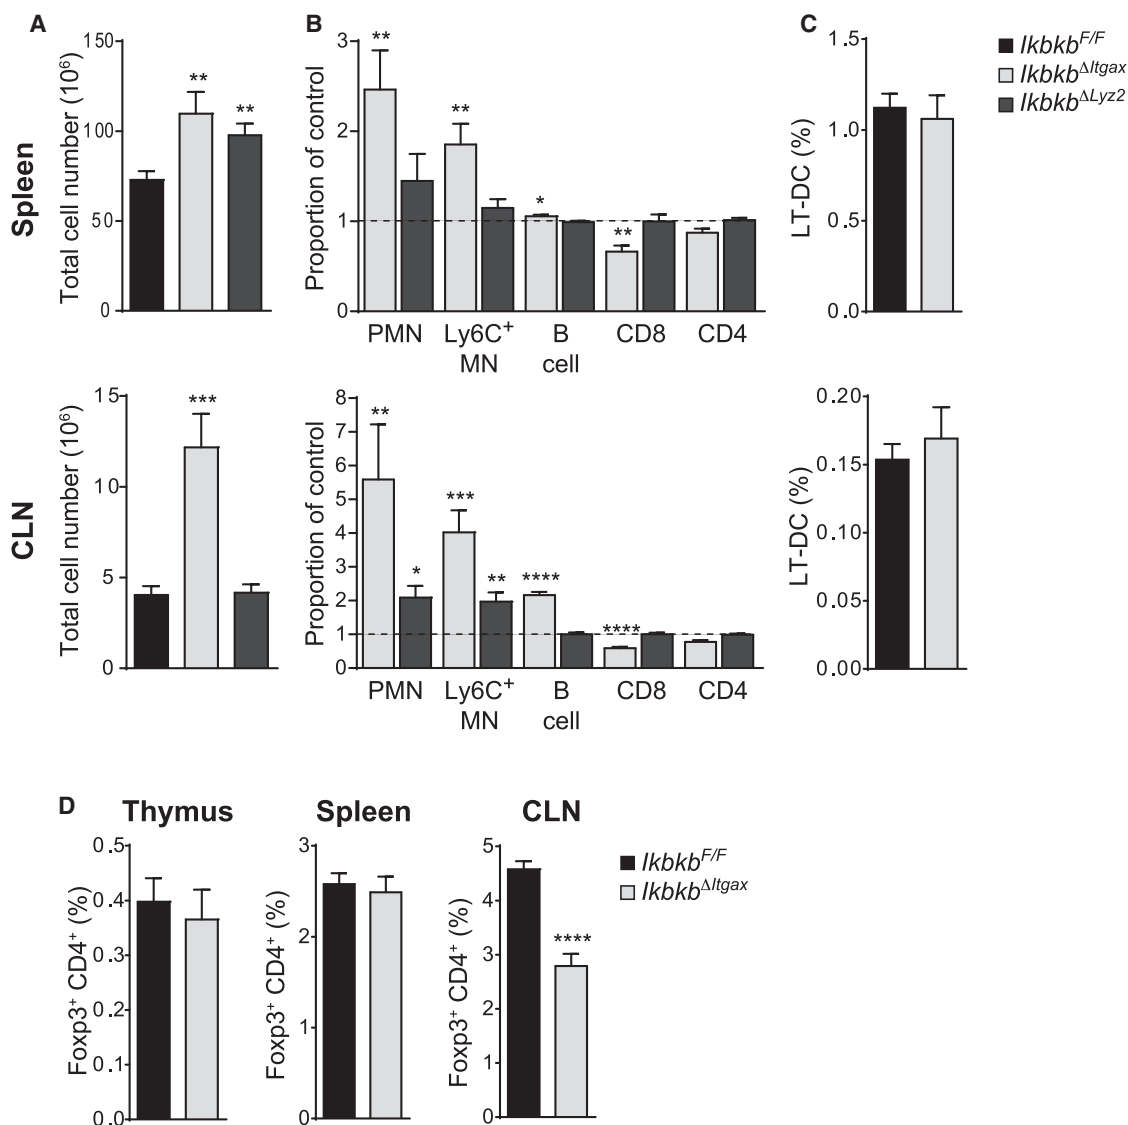 A
B
C
Spleen
Total cell number (10⁶)
150
100
50
0
**
**
Proportion of control
3
2
1
0
**
**
*
**
PMN
Ly6C⁺
MN
B
cell
CD8
CD4
LT-DC (%)
1.5
1.0
0.5
0.0
Ikbkb^F/F
Ikbkb^ΔItgax
Ikbkb^ΔLyz2
CLN
Total cell number (10⁶)
15
10
5
0
***
Proportion of control
8
7
6
5
4
3
2
1
0
**
*
***
**
****
****
PMN
Ly6C⁺
MN
B
cell
CD8
CD4
LT-DC (%)
0.20
0.15
0.10
0.05
0.00
D
Thymus
Foxp3⁺ CD4⁺ (%)
0.5
0.4
0.3
0.2
0.1
0.0
Spleen
Foxp3⁺ CD4⁺ (%)
3
2
1
0
CLN
Foxp3⁺ CD4⁺ (%)
5
4
3
2
1
0
****
Ikbkb^F/F
Ikbkb^ΔItgax